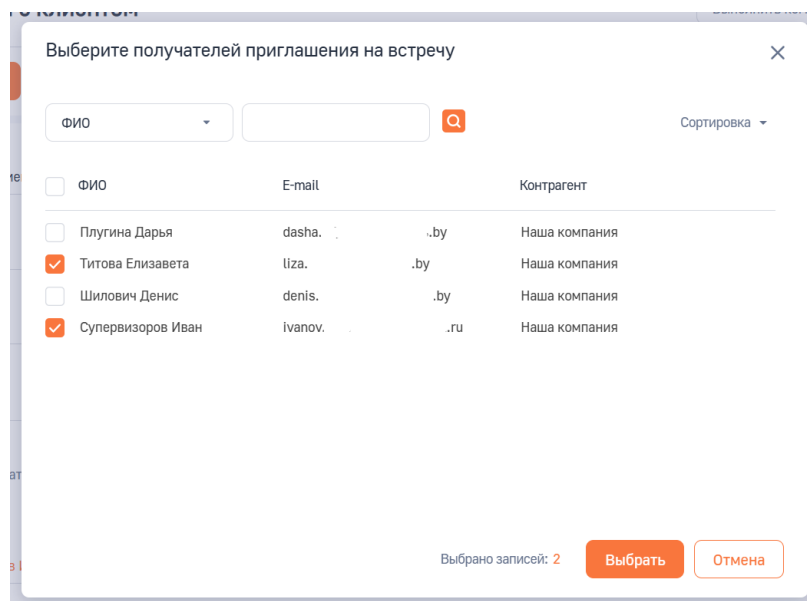 Выберите получателей приглашения на встречу
ФИО
Сортировка
ФИО E-mail Контрагент
Плугина Дарья dasha. .by Наша компания
Титова Елизавета liza. .by Наша компания
Шилович Денис denis. .by Наша компания
Супервизоров Иван ivanov. .ru Наша компания
Выбрано записей: 2 Выбрать Отмена